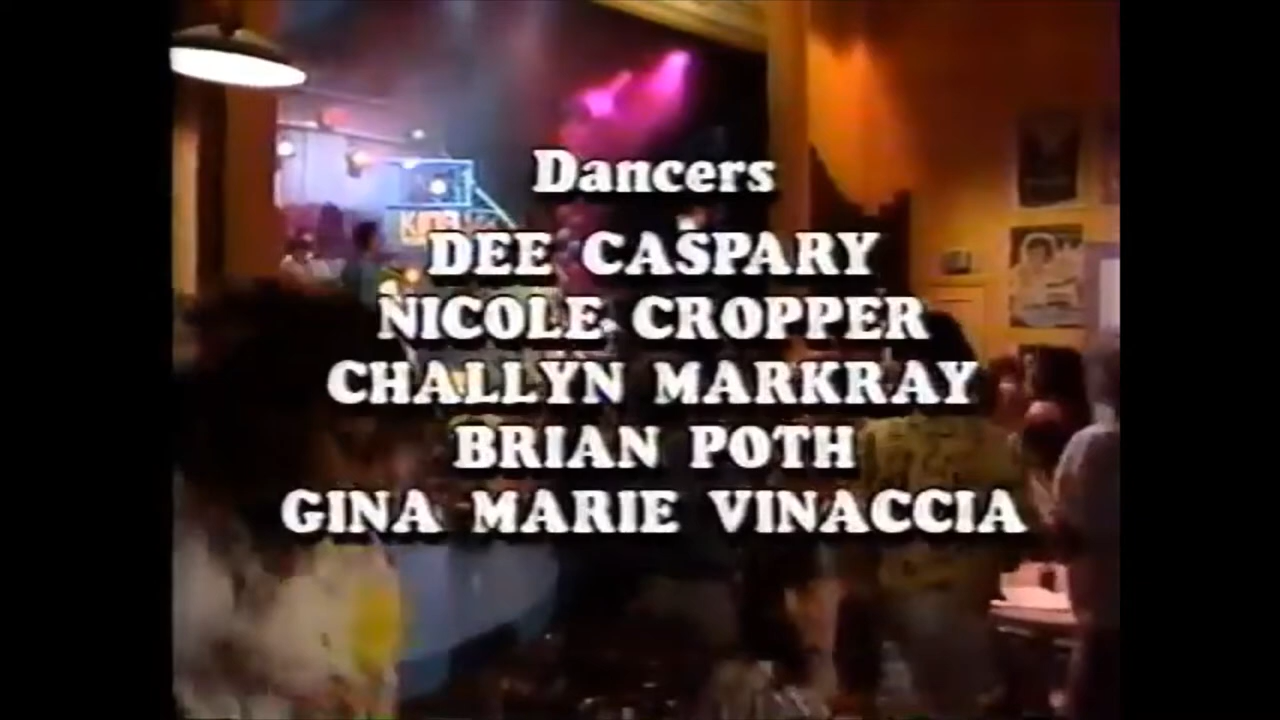 Dancers
DEE CASPARY
NICOLE CROPPER
CHALLYN MARKRAY
BRIAN POTH
GINA MARIE VINACCIA